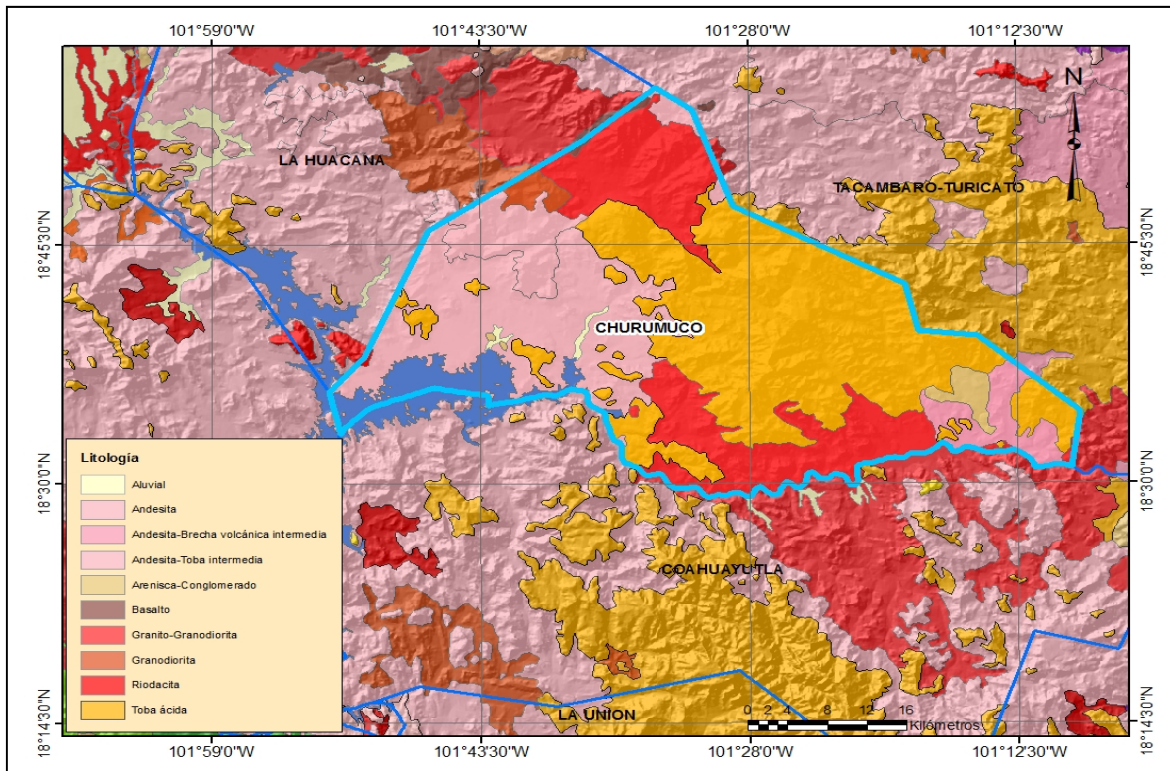 101°59'0"W 101°43'30"W 101°28'0"W 101°12'30"W
N
LA HUACANA
TACAMBARO-TURICATO
18°45'30"N 18°45'30"N
CHURUMUCO
Litología
Aluvial
Andesita
Andesita-Brecha volcánica intermedia
Andesita-Toba intermedia
Arenisca-Conglomerado
Basalto
Granito-Granodiorita
Granodiorita
Riodacita
Toba ácida
18°30'0"N 18°30'0"N
COAHUAYUTLA
LA UNION
0 2 4 8 12 16
Kilómetros
18°14'30"N 18°14'30"N
101°59'0"W 101°43'30"W 101°28'0"W 101°12'30"W